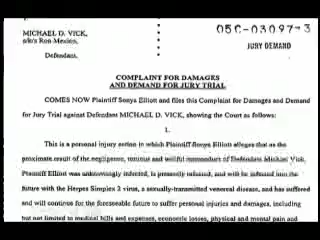 MICHAEL D. VICK,
a/k/a Ron Mexico,
Defendant.
)
)
05C-03097-3
JURY DEMAND
COMPLAINT FOR DAMAGES
AND DEMAND FOR JURY TRIAL
COMES NOW Plaintiff Sonya Elliott and files this Complaint for Damages and Demand
for Jury Trial against Defendant MICHAEL D. VICK, showing the Court as follows:
1.
This is a personal injury action in which Plaintiff Sonya Elliott alleges that as the
proximate result of the negligence, tortious and willful misconduct of Defendant Michael Vick,
Plaintiff Elliott was unknowingly infected, is presently infected, and will be infected into the
future with the Herpes Simplex 2 virus, a sexually-transmitted venereal disease, and has suffered
and will continue for the foreseeable future to suffer personal injuries and damages, including
but not limited to medical bills and expenses, economic losses, physical and mental pain and